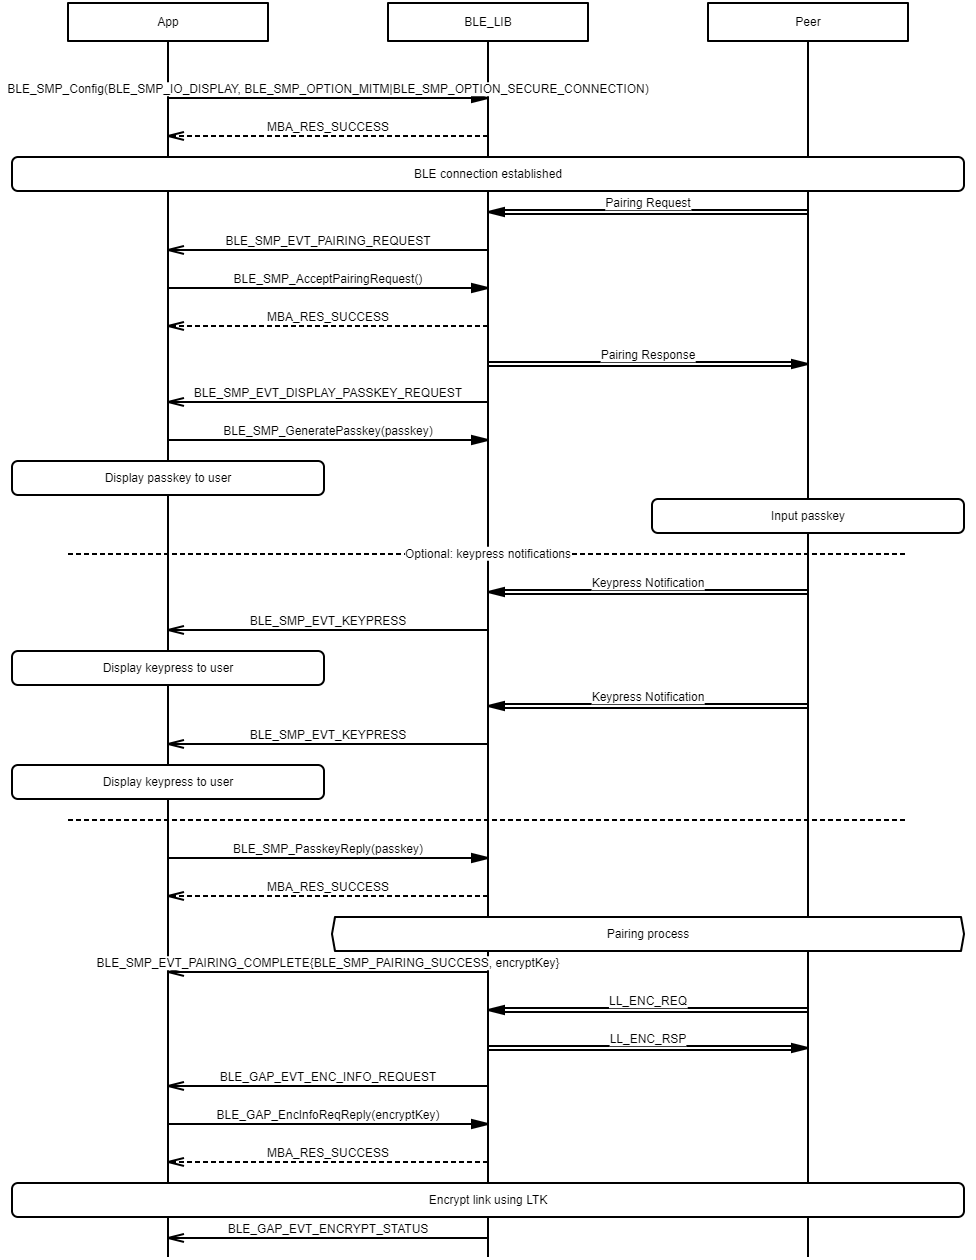 App
BLE_LIB
Peer
BLE_SMP_Config(BLE_SMP_IO_DISPLAY, BLE_SMP_OPTION_MITM|BLE_SMP_OPTION_SECURE_CONNECTION)
MBA_RES_SUCCESS
BLE connection established
Pairing Request
BLE_SMP_EVT_PAIRING_REQUEST
BLE_SMP_AcceptPairingRequest()
MBA_RES_SUCCESS
Pairing Response
BLE_SMP_EVT_DISPLAY_PASSKEY_REQUEST
BLE_SMP_GeneratePasskey(passkey)
Display passkey to user
Input passkey
Optional: keypress notifications
Keypress Notification
BLE_SMP_EVT_KEYPRESS
Display keypress to user
Keypress Notification
BLE_SMP_EVT_KEYPRESS
Display keypress to user
BLE_SMP_PasskeyReply(passkey)
MBA_RES_SUCCESS
Pairing process
BLE_SMP_EVT_PAIRING_COMPLETE{BLE_SMP_PAIRING_SUCCESS, encryptKey}
LL_ENC_REQ
LL_ENC_RSP
BLE_GAP_EVT_ENC_INFO_REQUEST
BLE_GAP_EncInfoReqReply(encryptKey)
MBA_RES_SUCCESS
Encrypt link using LTK
BLE_GAP_EVT_ENCRYPT_STATUS